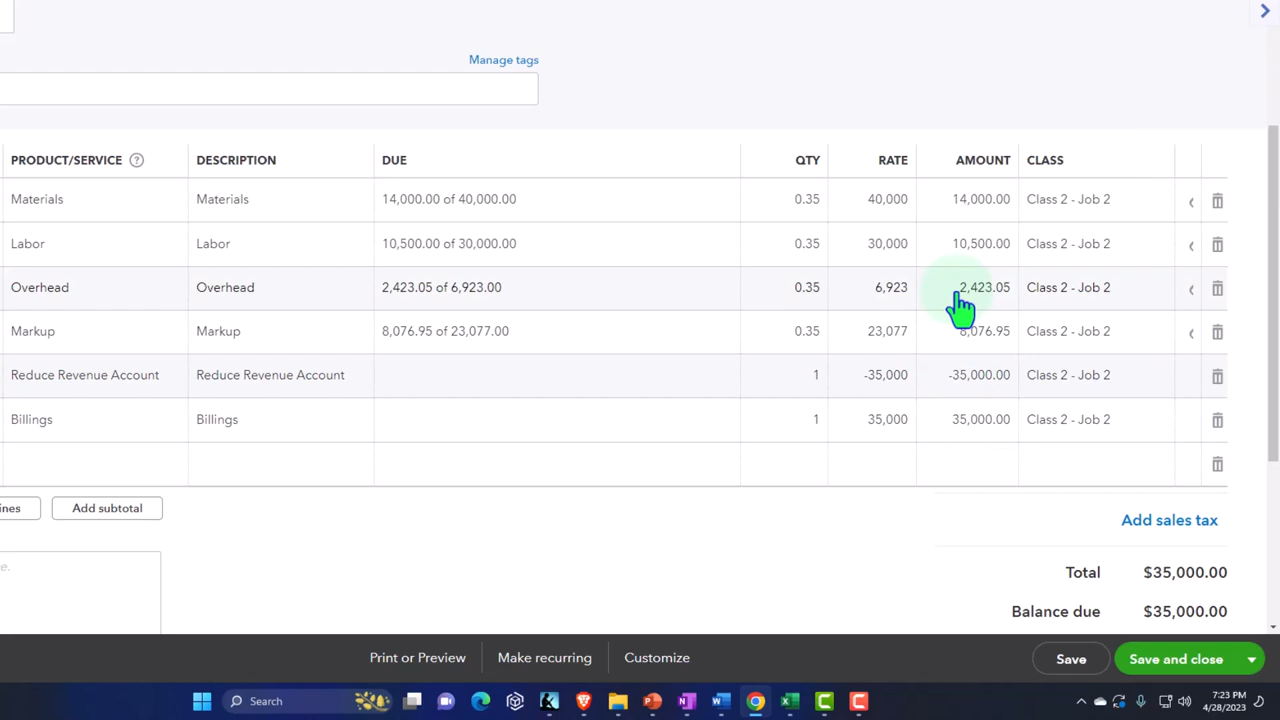 Manage tags
PRODUCT/SERVICE ? DESCRIPTION DUE QTY RATE AMOUNT CLASS
Materials Materials 14,000.00 of 40,000.00 0.35 40,000 14,000.00 Class 2 - Job 2
Labor Labor 10,500.00 of 30,000.00 0.35 30,000 10,500.00 Class 2 - Job 2
Overhead Overhead 2,423.05 of 6,923.00 0.35 6,923 2,423.05 Class 2 - Job 2
Markup Markup 8,076.95 of 23,077.00 0.35 23,077 8,076.95 Class 2 - Job 2
Reduce Revenue Account Reduce Revenue Account 1 -35,000 -35,000.00 Class 2 - Job 2
Billings Billings 1 35,000 35,000.00 Class 2 - Job 2
ines Add subtotal
Add sales tax
e.
Total $35,000.00
Balance due $35,000.00
Print or Preview Make recurring Customize Save Save and close
Search
7:23 PM
4/28/2023